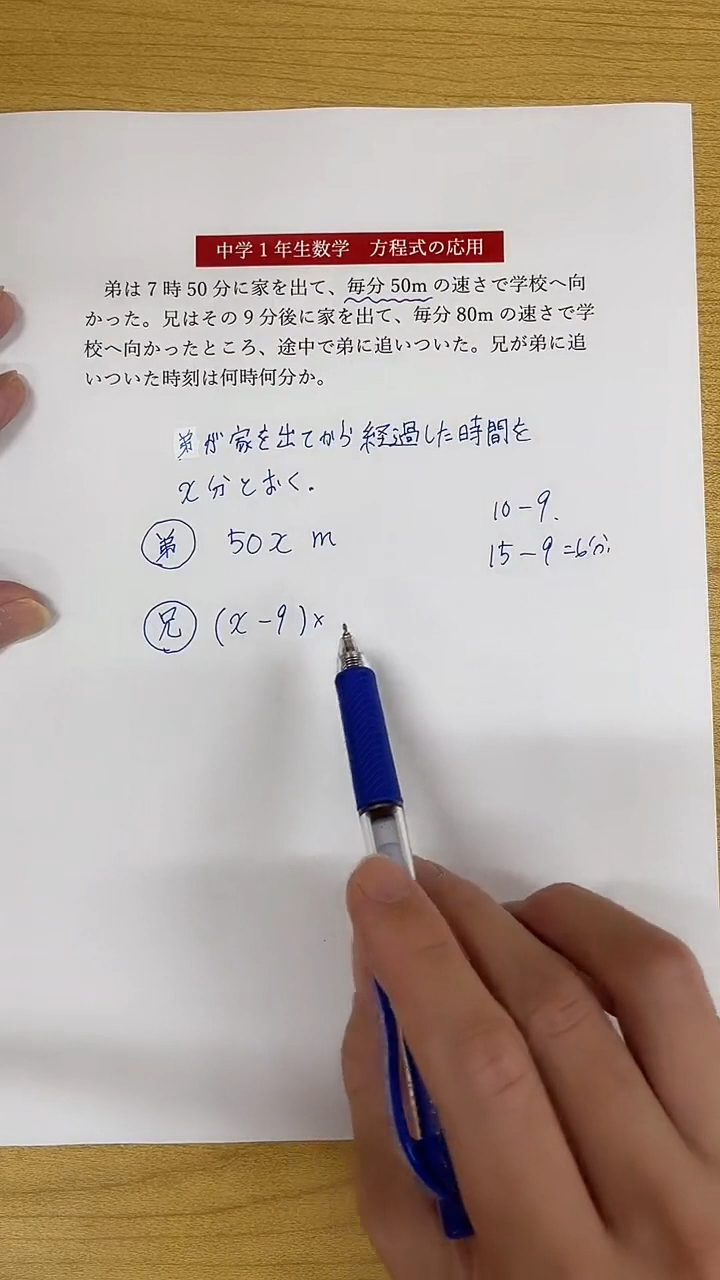 中学1年生数学　方程式の応用
弟は7時50分に家を出て、毎分50mの速さで学校へ向
かった。兄はその9分後に家を出て、毎分80mの速さで学
校へ向かったところ、途中で弟に追いついた。兄が弟に追
いついた時刻は何時何分か。
弟が家を出てから経過した時間を
x分とおく.
弟 50x m
10-9.
15-9=6分.
兄 (x-9)×